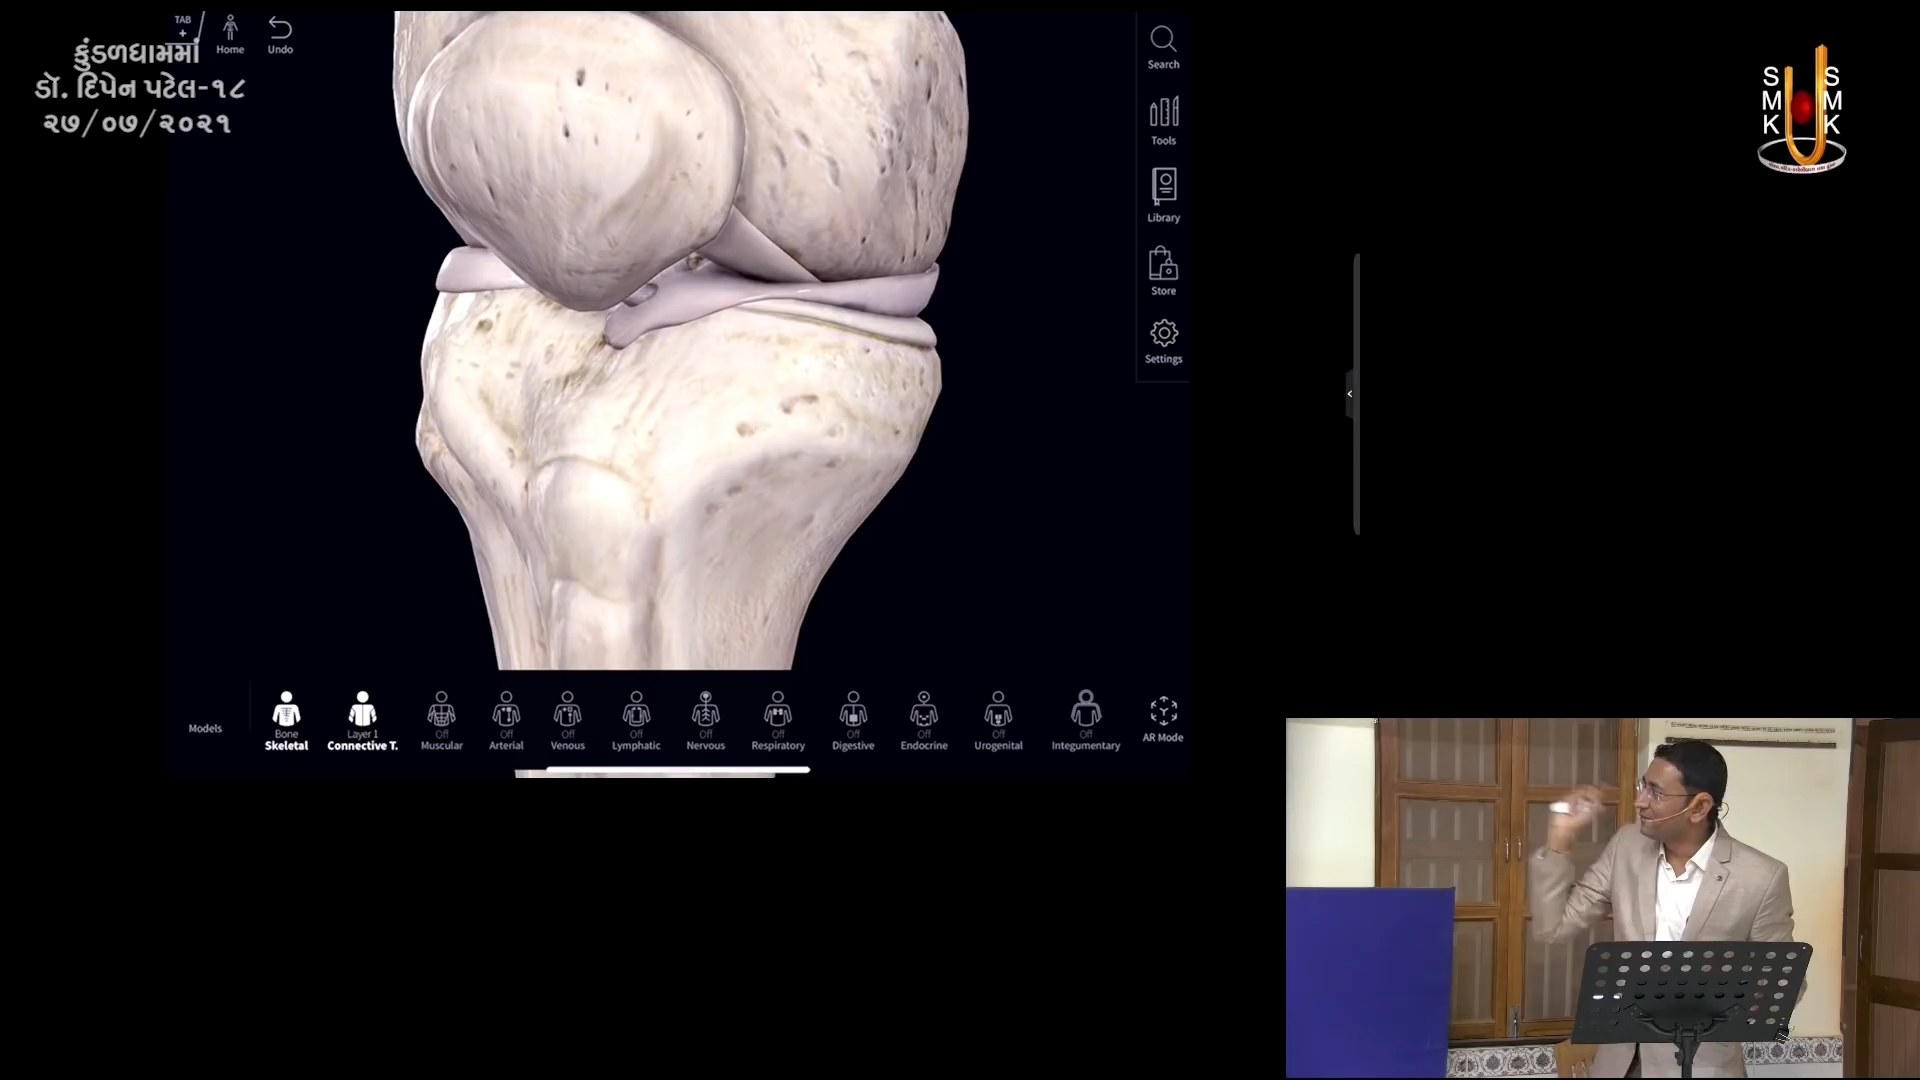 કુંડળધામમાં
ડૉ. દિપેન પટેલ-૧૮
૨૭/૦૭/૨૦૨૧
TAB
+
Home
Undo
Search
Tools
Library
Store
Settings
S S
M M
K K
Models
Bone
Skeletal
Layer 1
Connective T.
Off
Muscular
Off
Arterial
Off
Venous
Off
Lymphatic
Off
Nervous
Off
Respiratory
Off
Digestive
Off
Endocrine
Off
Urogenital
Off
Integumentary
AR Mode